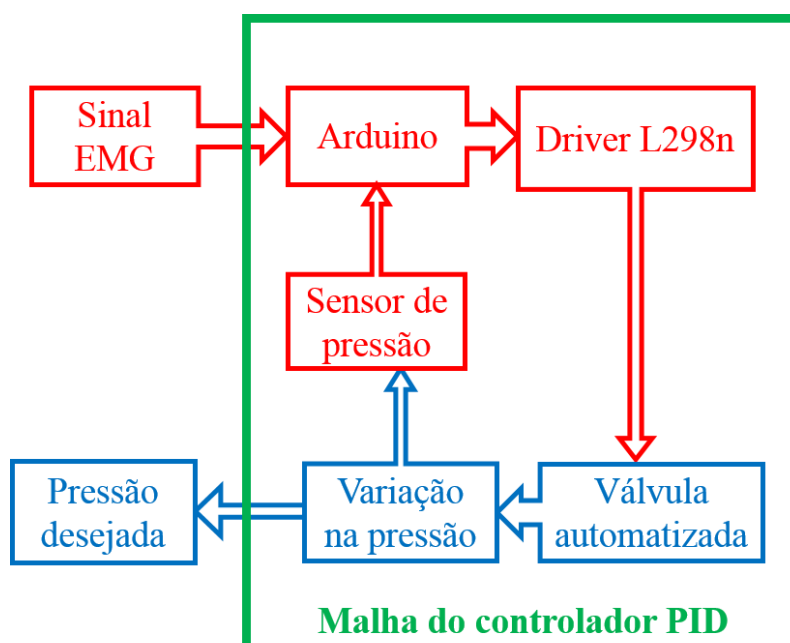 Sinal
EMG
Arduino
Driver L298n
Sensor de
pressão
Pressão
desejada
Variação
na pressão
Válvula
automatizada
Malha do controlador PID